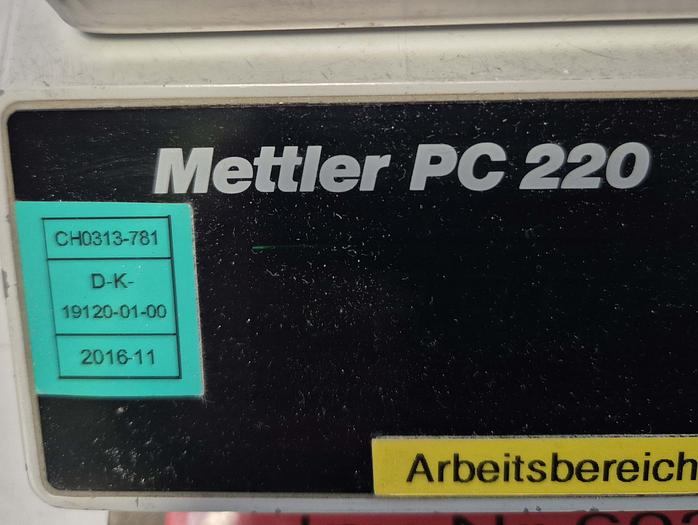 Mettler PC 220
CH0313-781
D-K-
19120-01-00
2016-11
Arbeitsbereich